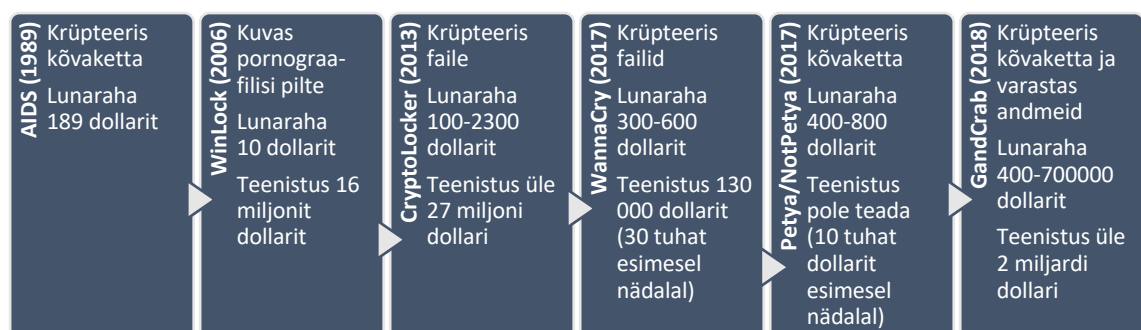 AIDS (1989)
Krüpteeris
kõvaketta
Lunaraha
189 dollarit
WinLock (2006)
Kuvas
pornograa-
filisi pilte
Lunaraha
10 dollarit
Teenistus 16
miljonit
dollarit
CryptoLocker (2013)
Krüpteeris
faile
Lunaraha
100-2300
dollarit
Teenistus üle
27 miljoni
dollari
WannaCry (2017)
Krüpteeris
failid
Lunaraha
300-600
dollarit
Teenistus 130
000 dollarit
(30 tuhat
esimesel
nädalal)
Petya/NotPetya (2017)
Krüpteeris
kõvaketta
Lunaraha
400-800
dollarit
Teenistus
pole teada
(10 tuhat
dollarit
esimesel
nädalal)
GandCrab (2018)
Krüpteeris
kõvaketta ja
varastas
andmeid
Lunaraha
400-700000
dollarit
Teenistus üle
2 miljardi
dollari